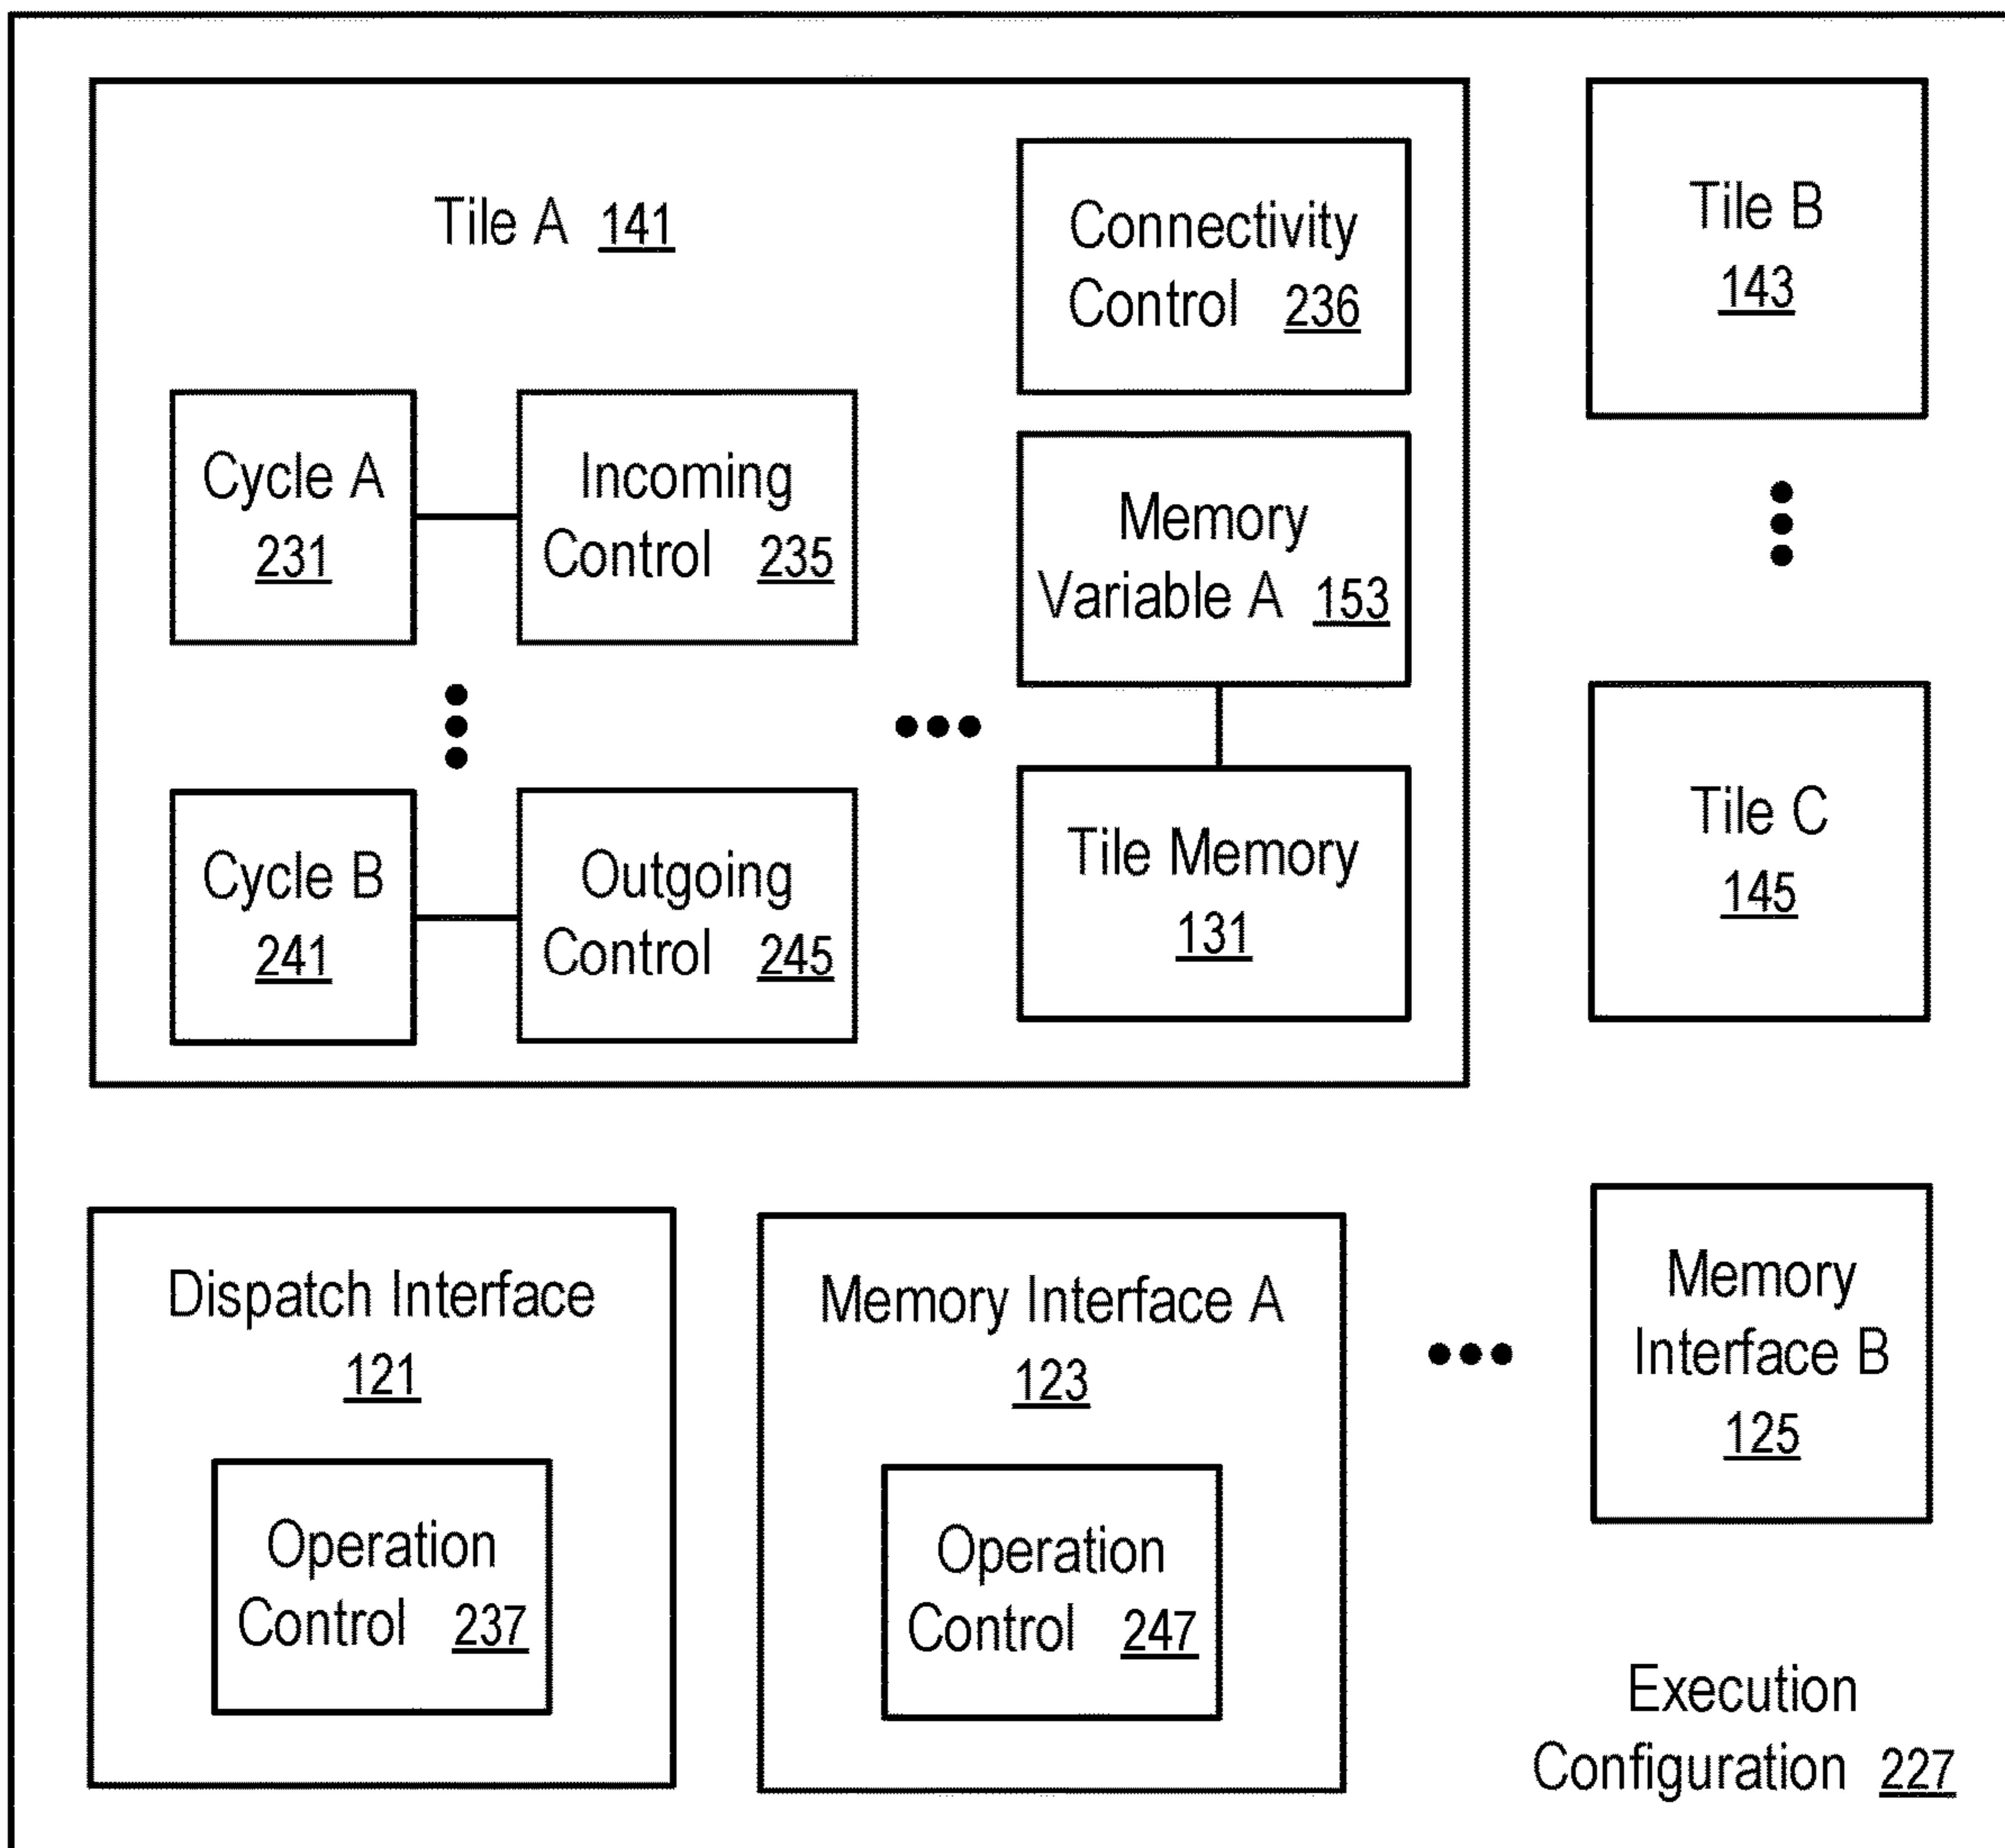 Tile A 141
Connectivity
Control 236
Tile B
143
Cycle A
231
Incoming
Control 235
Memory
Variable A 153
Cycle B
241
Outgoing
Control 245
Tile Memory
131
Tile C
145
Dispatch Interface
121
Operation
Control 237
Memory Interface A
123
Operation
Control 247
Memory
Interface B
125
Execution
Configuration 227